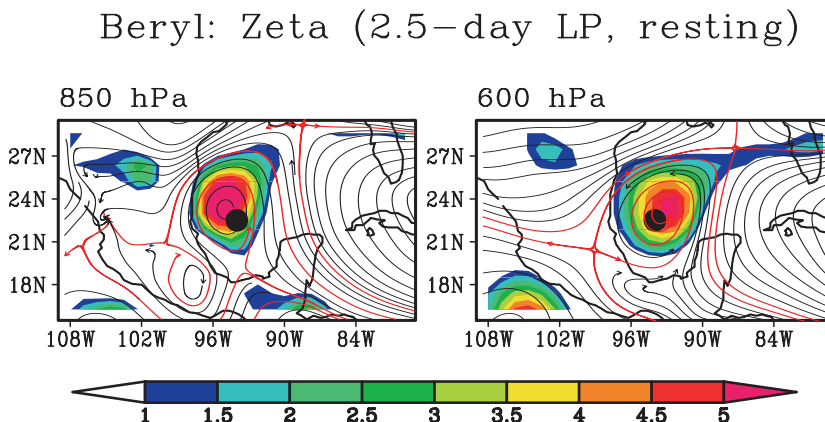 Beryl: Zeta (2.5−day LP, resting)
850 hPa
600 hPa
27N
24N
21N
18N
108W 102W 96W 90W 84W
27N
24N
21N
18N
108W 96W 90W 84W
1 1.5 2 2.5 3 3.5 4 4.5 5